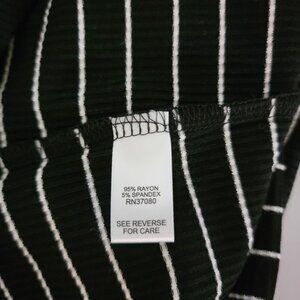 95% RAYON
5% SPANDEX
RN37080
SEE REVERSE
FOR CARE